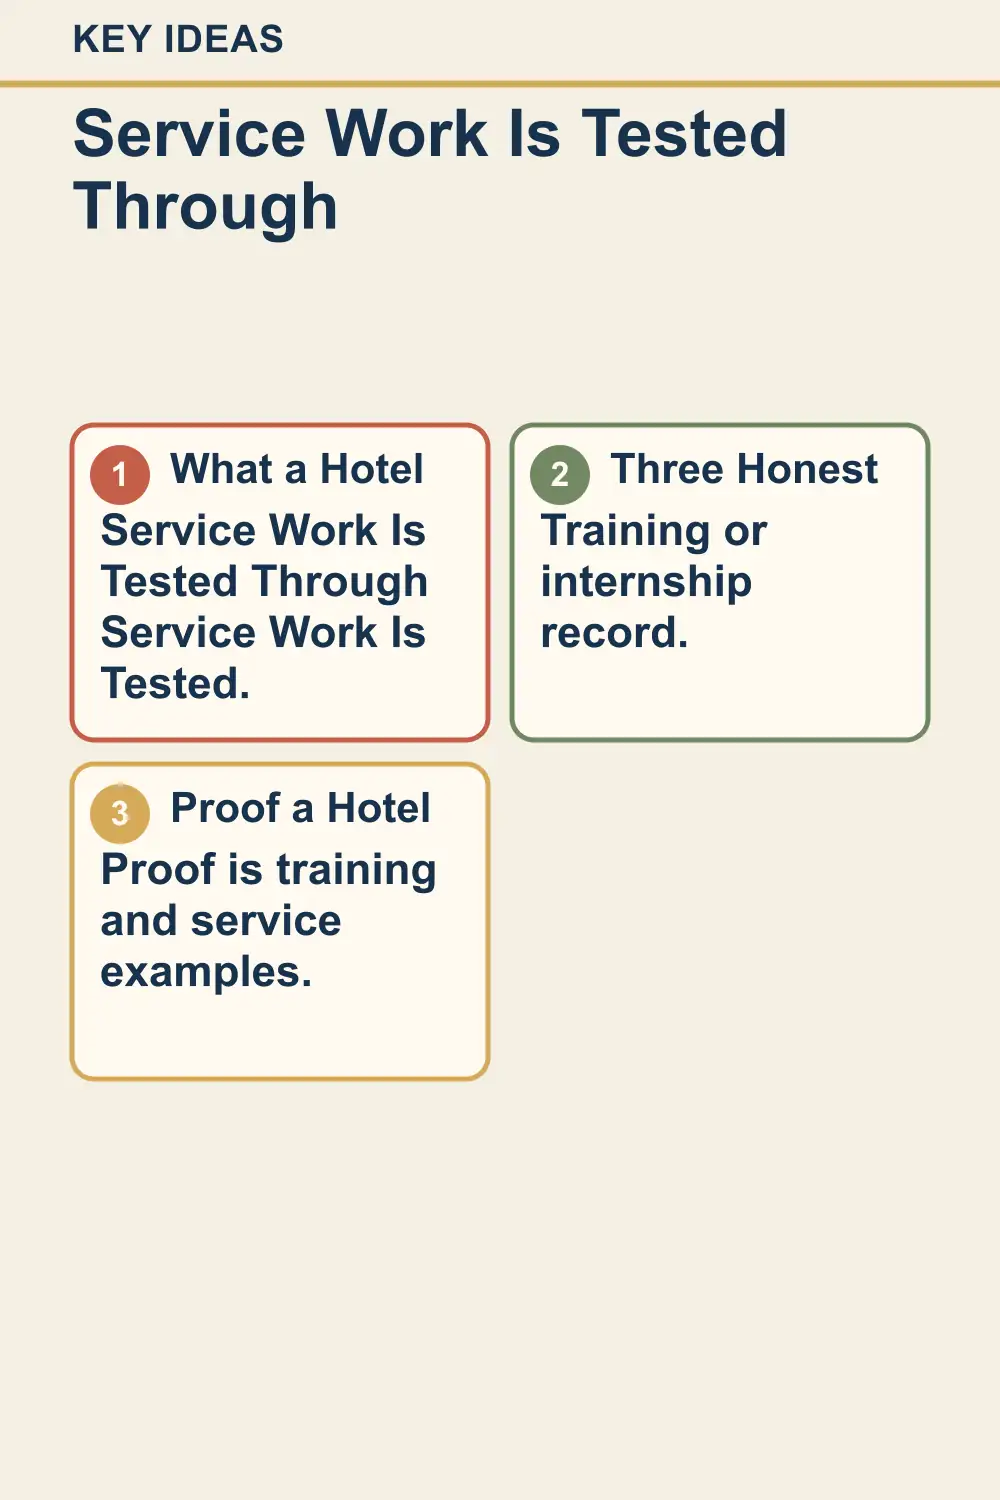 KEY IDEAS
Service Work Is Tested
Through
1 What a Hotel
Service Work Is
Tested Through
Service Work Is
Tested.
2 Three Honest
Training or
internship
record.
3 Proof a Hotel
Proof is training
and service
examples.